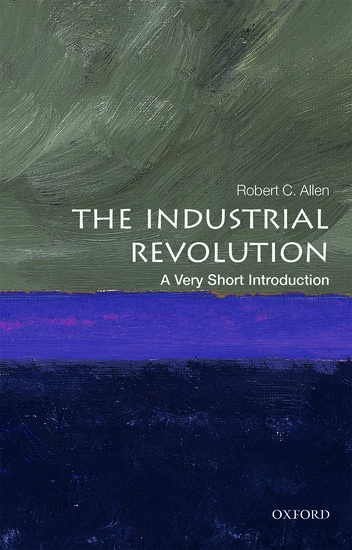 Robert C. Allen
THE INDUSTRIAL
REVOLUTION
A Very Short Introduction
OXFORD